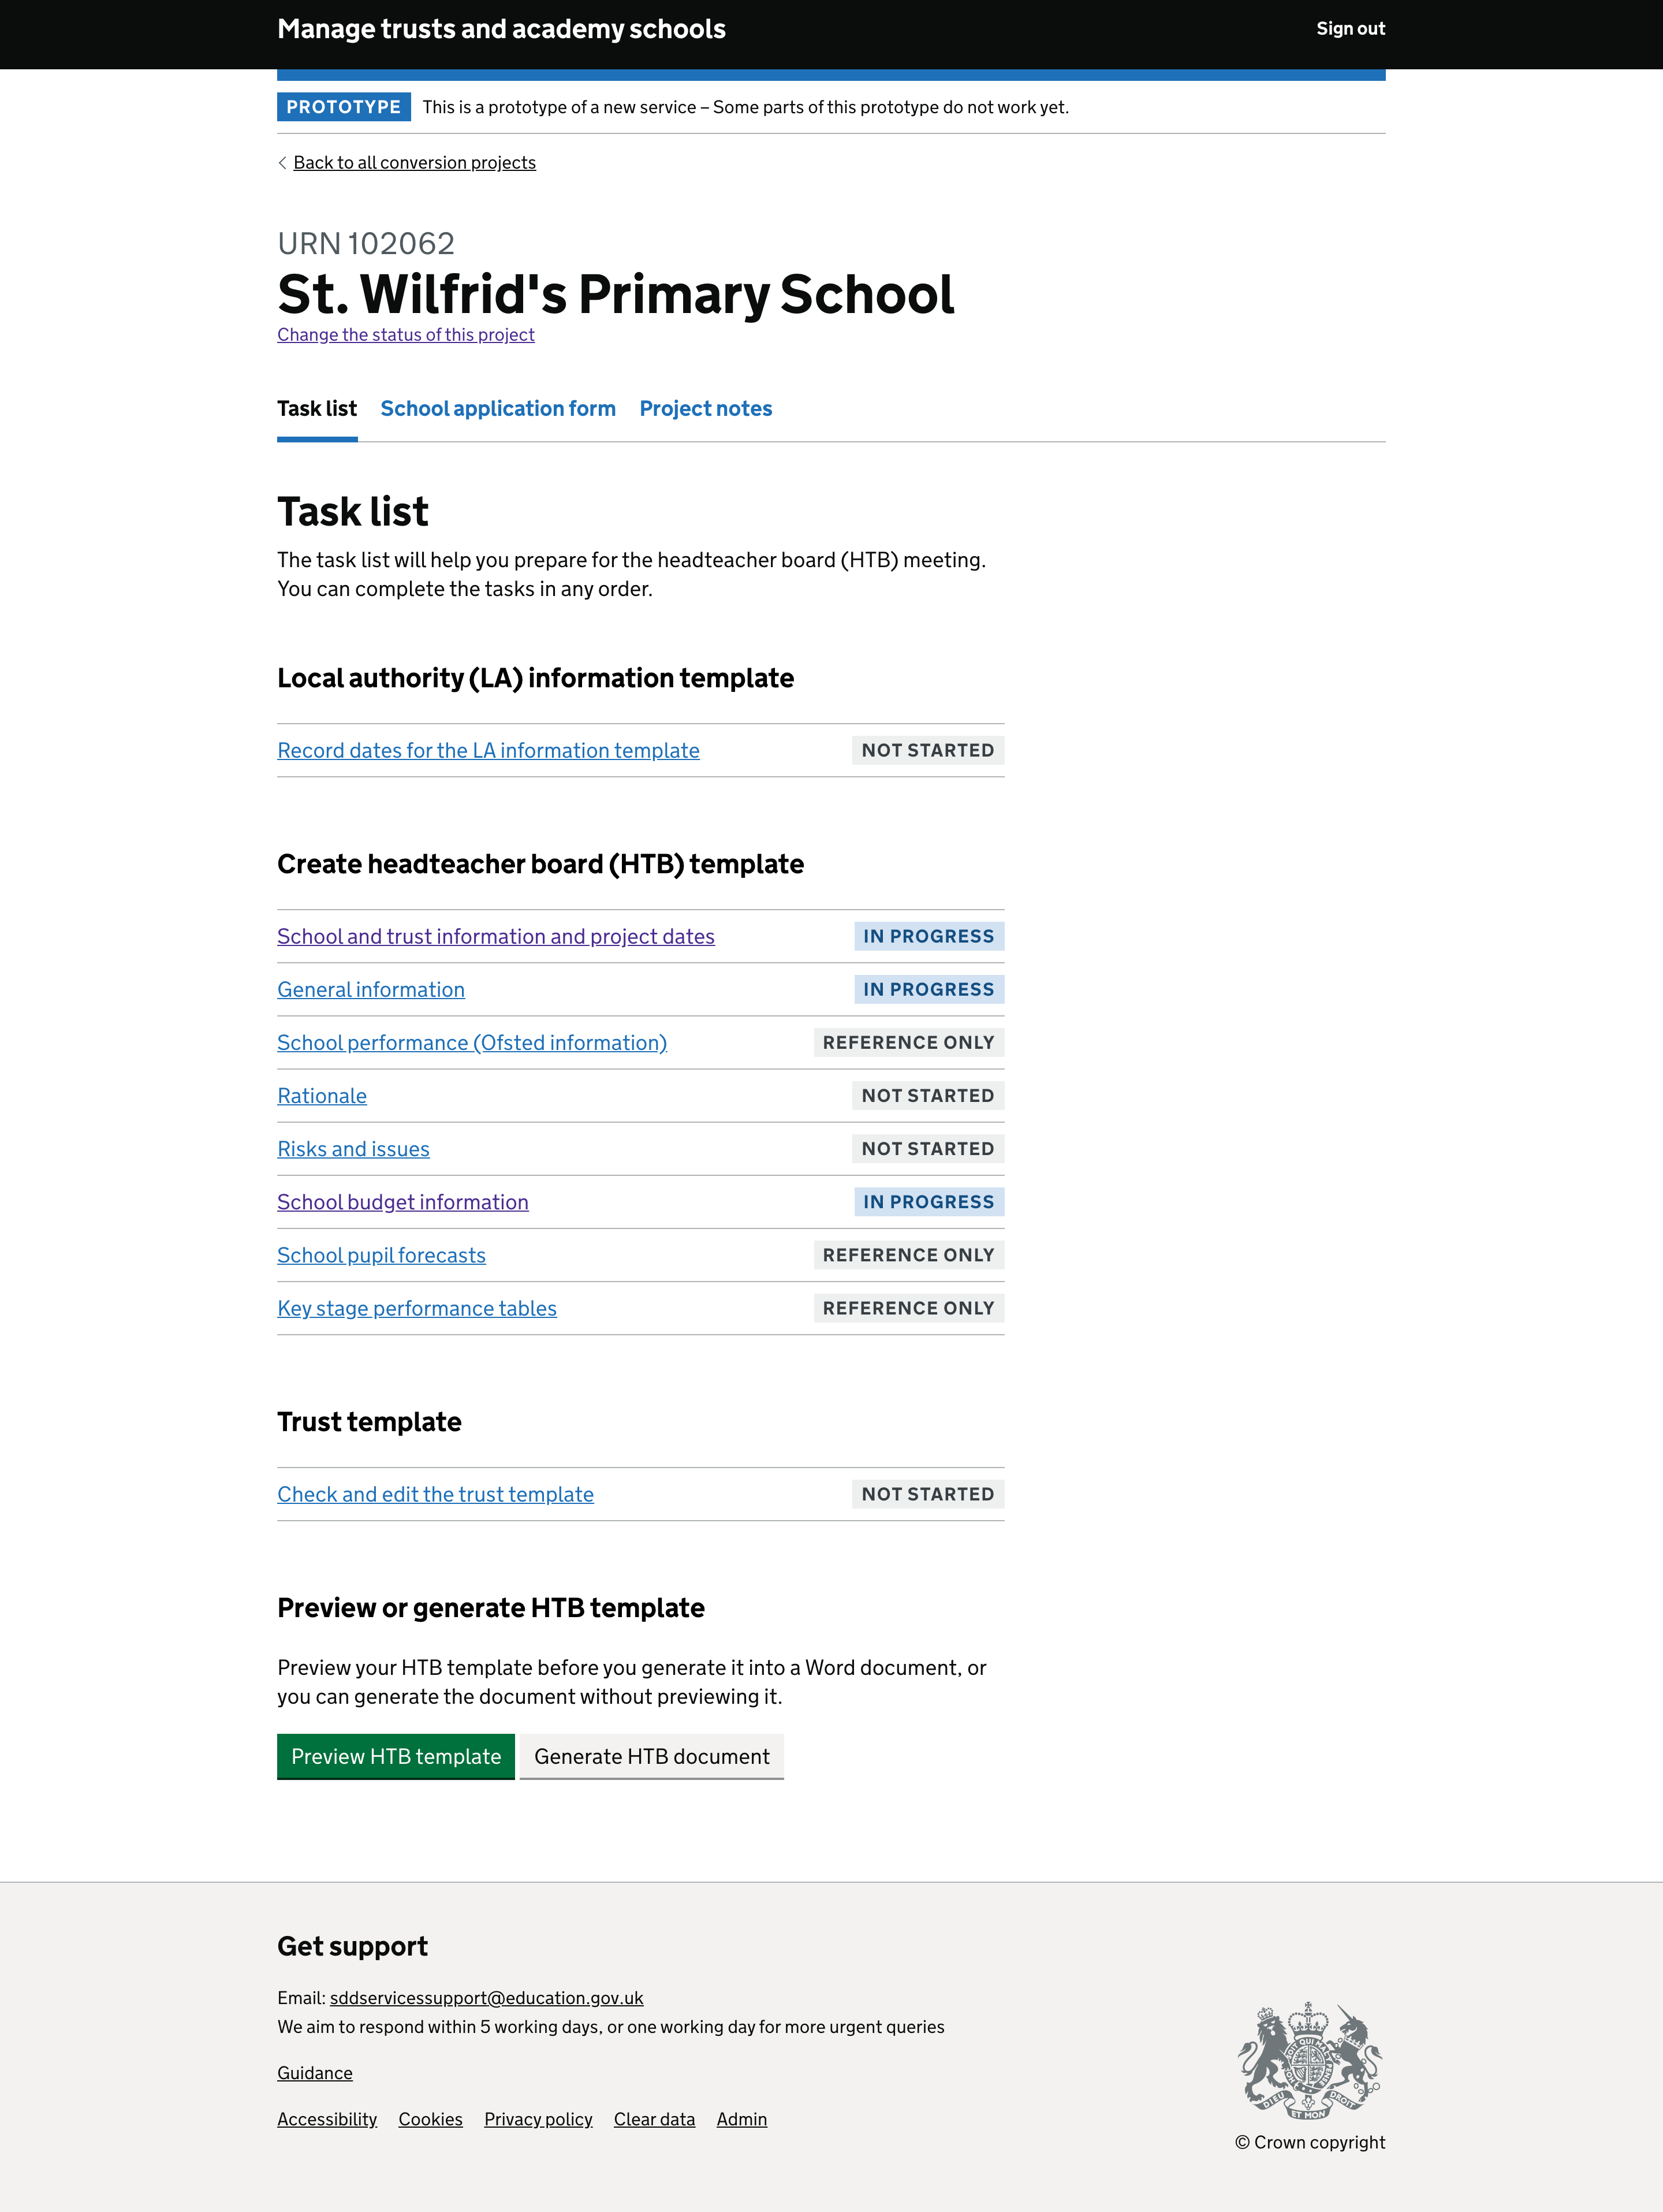 Manage trusts and academy schools
Sign out
PROTOTYPE This is a prototype of a new service – Some parts of this prototype do not work yet.
Back to all conversion projects
URN 102062
St. Wilfrid's Primary School
Change the status of this project
Task list School application form Project notes
Task list
The task list will help you prepare for the headteacher board (HTB) meeting.
You can complete the tasks in any order.
Local authority (LA) information template
Record dates for the LA information template NOT STARTED
Create headteacher board (HTB) template
School and trust information and project dates IN PROGRESS
General information IN PROGRESS
School performance (Ofsted information) REFERENCE ONLY
Rationale NOT STARTED
Risks and issues NOT STARTED
School budget information IN PROGRESS
School pupil forecasts REFERENCE ONLY
Key stage performance tables REFERENCE ONLY
Trust template
Check and edit the trust template NOT STARTED
Preview or generate HTB template
Preview your HTB template before you generate it into a Word document, or
you can generate the document without previewing it.
Preview HTB template Generate HTB document
Get support
Email: sddservicessupport@education.gov.uk
We aim to respond within 5 working days, or one working day for more urgent queries
Guidance
Accessibility Cookies Privacy policy Clear data Admin
DIEU ET MON DROIT
© Crown copyright